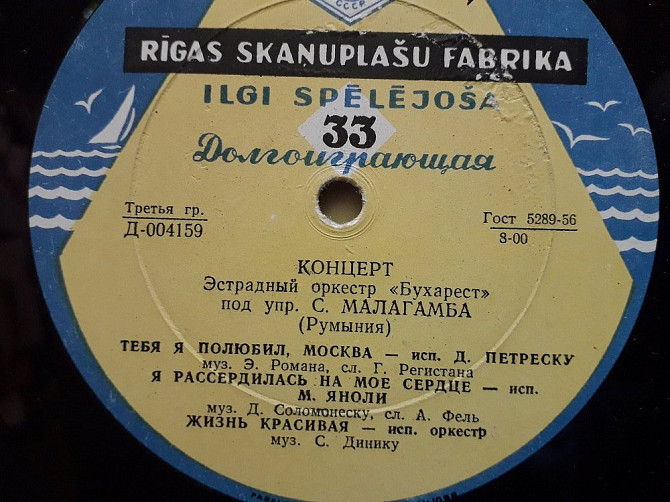 СССР
RĪGAS SKAŅUPLAŠU FABRIKA
ILGI SPĒLĒJOŠA
33
Долгоиграющая
Третья гр.
Д-004159
Гост 5289-56
8-00
КОНЦЕРТ
Эстрадный оркестр «Бухарест»
под упр. С. МАЛАГАМБА
(Румыния)
ТЕБЯ Я ПОЛЮБИЛ, МОСКВА — исп. Д. ПЕТРЕСКУ
муз. Э. Романа, сл. Г. Регистана
Я РАССЕРДИЛАСЬ НА МОЕ СЕРДЦЕ — исп.
М. ЯНОЛИ
муз. Д. Соломонеску, сл. А. Фель
ЖИЗНЬ КРАСИВАЯ — исп. оркестр
муз. С. Динику